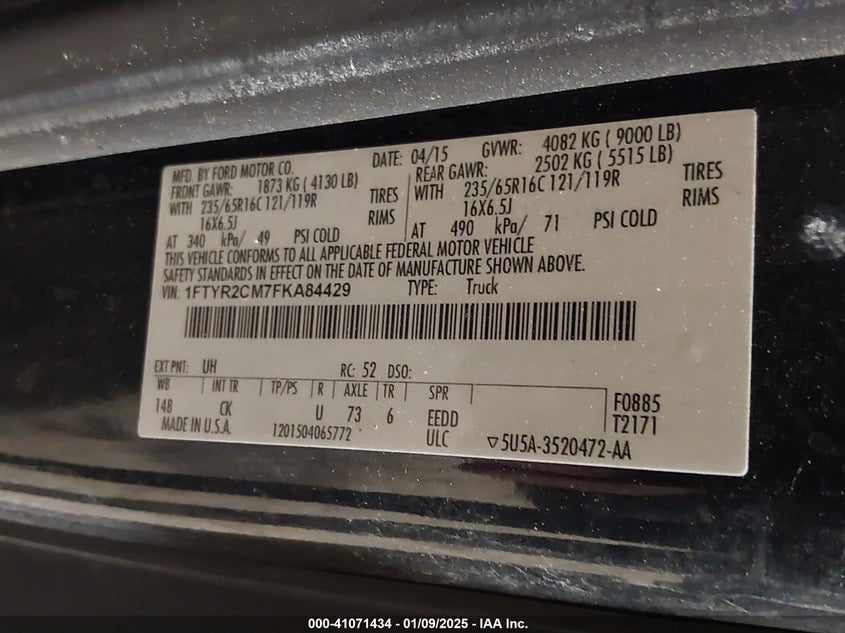 MFD. BY FORD MOTOR CO. DATE: 04/15 GVWR: 4082 KG ( 9000 LB)
FRONT GAWR: 1873 KG ( 4130 LB) REAR GAWR: 2502 KG ( 5515 LB)
WITH 235/65R16C 121/119R TIRES WITH 235/65R16C 121/119R TIRES
16X6.5J RIMS 16X6.5J RIMS
AT 340 kPa/ 49 PSI COLD AT 490 kPa/ 71 PSI COLD
THIS VEHICLE CONFORMS TO ALL APPLICABLE FEDERAL MOTOR VEHICLE
SAFETY STANDARDS IN EFFECT ON THE DATE OF MANUFACTURE SHOWN ABOVE.
VIN: 1FTYR2CM7FKA84429 TYPE: Truck
EXT PNT: UH RC: 52 DSO:
WB INT TR TP/PS R AXLE TR SPR
148 CK U 73 6 EEDD F0885
MADE IN U.S.A. 1201504065772 ULC T2171
▽5U5A-3520472-AA
000-41071434 - 01/09/2025 - IAA Inc.